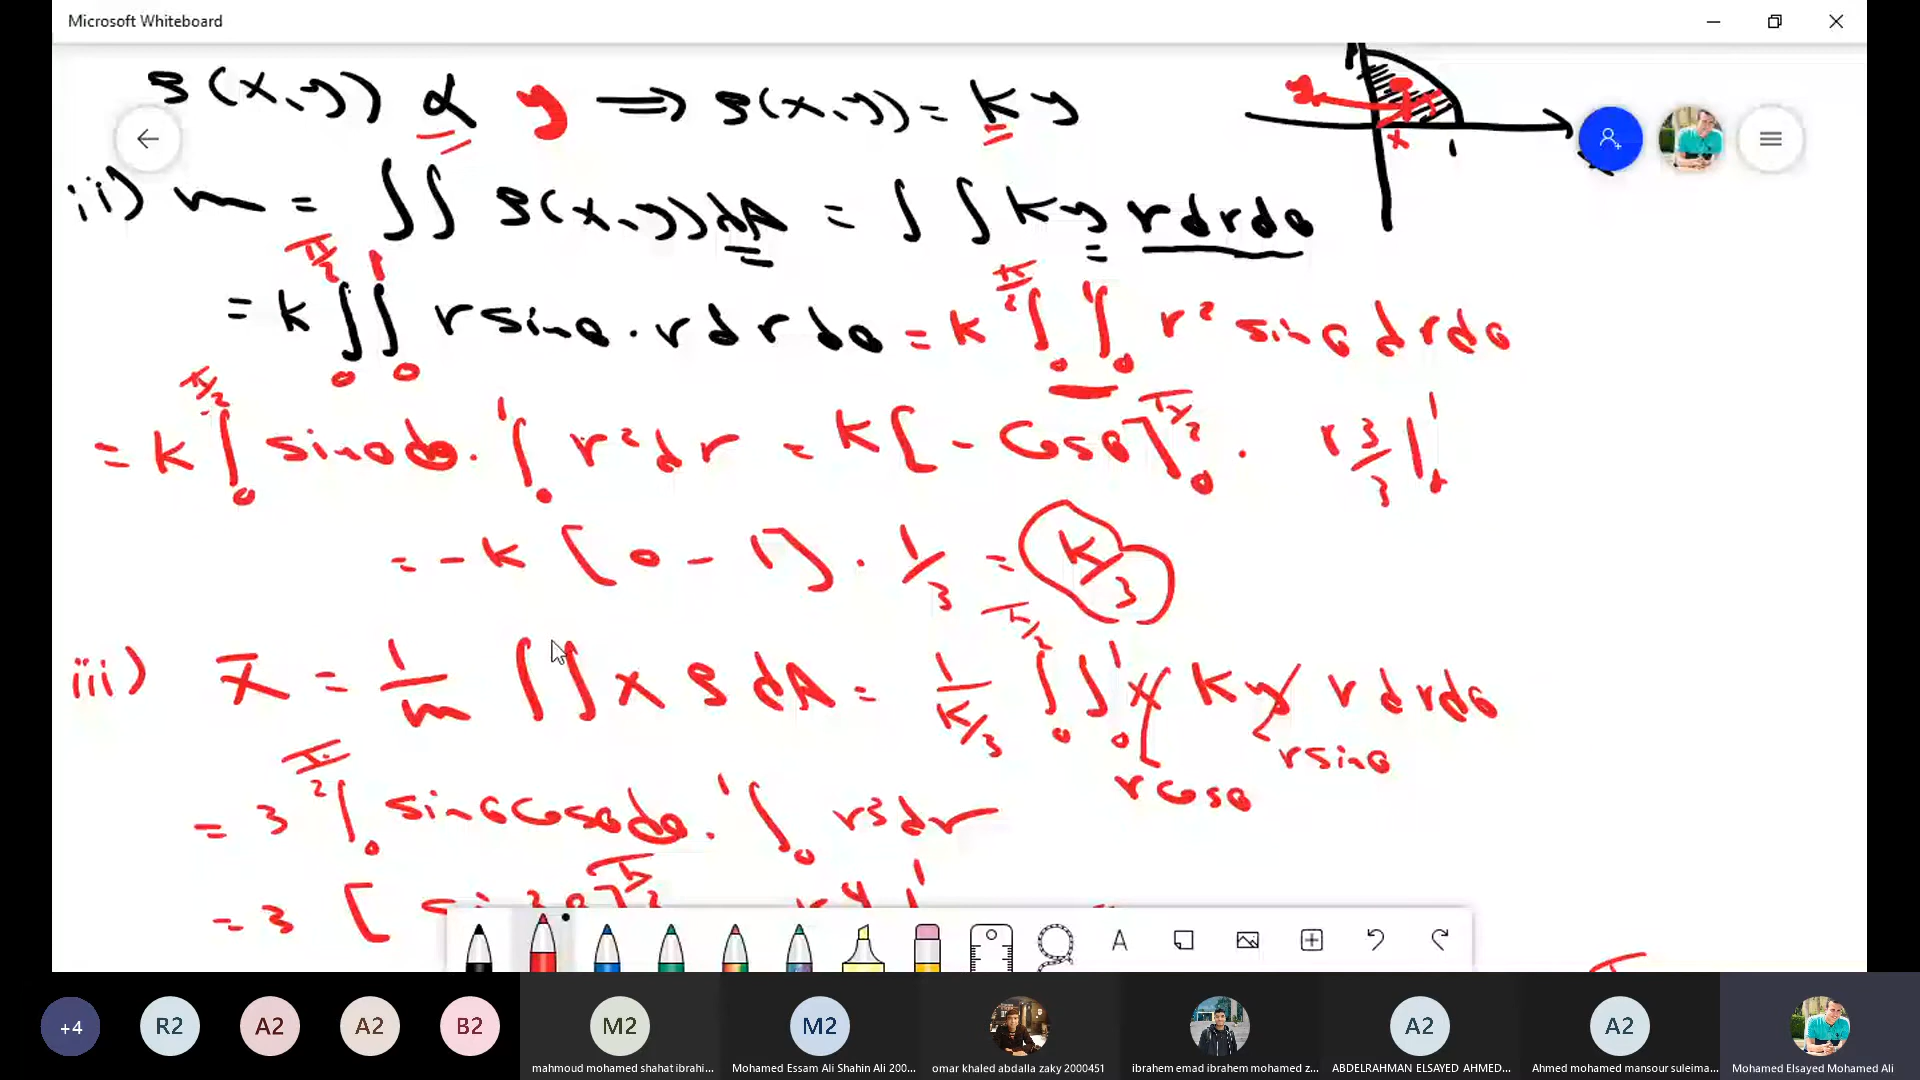 Microsoft Whiteboard
ρ(x,y) α y ⟹ ρ(x,y) = k y
y
x
1
ii) m = ∫∫ ρ(x,y) dA = ∫∫ k y r dr dθ
= k ∫₀^{π/2} ∫₀^1 r sinθ · r dr dθ = k ∫₀^{π/2} ∫₀^1 r² sinθ dr dθ
= k ∫₀^{π/2} sinθ dθ · ∫₀^1 r² dr = k [-Cosθ]₀^{π/2} · r³/3 |₀^1
= -k [0 - 1] · 1/3 = k/3
iii) x̄ = 1/m ∫∫ x ρ dA = 1/(k/3) ∫₀^{π/2} ∫₀^1 x k y r dr dθ
r sinθ
r cosθ
= 3 ∫₀^{π/2} sinθ Cosθ dθ · ∫₀^1 r³ dr
= 3 [
A
+4
R2
A2
A2
B2
M2
M2
A2
A2
mahmoud mohamed shahat ibrahi...
Mohamed Essam Ali Shahin Ali 200...
omar khaled abdalla zaky 2000451
ibrahem emad ibrahem mohamed z...
ABDELRAHMAN ELSAYED AHMED...
Ahmed mohamed mansour suleima...
Mohamed Elsayed Mohamed Ali